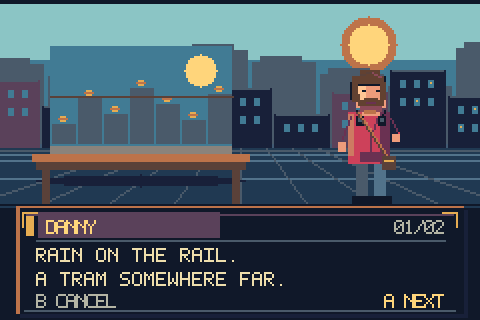 DANNY
01/02
RAIN ON THE RAIL.
A TRAM SOMEWHERE FAR.
B CANCEL
A NEXT